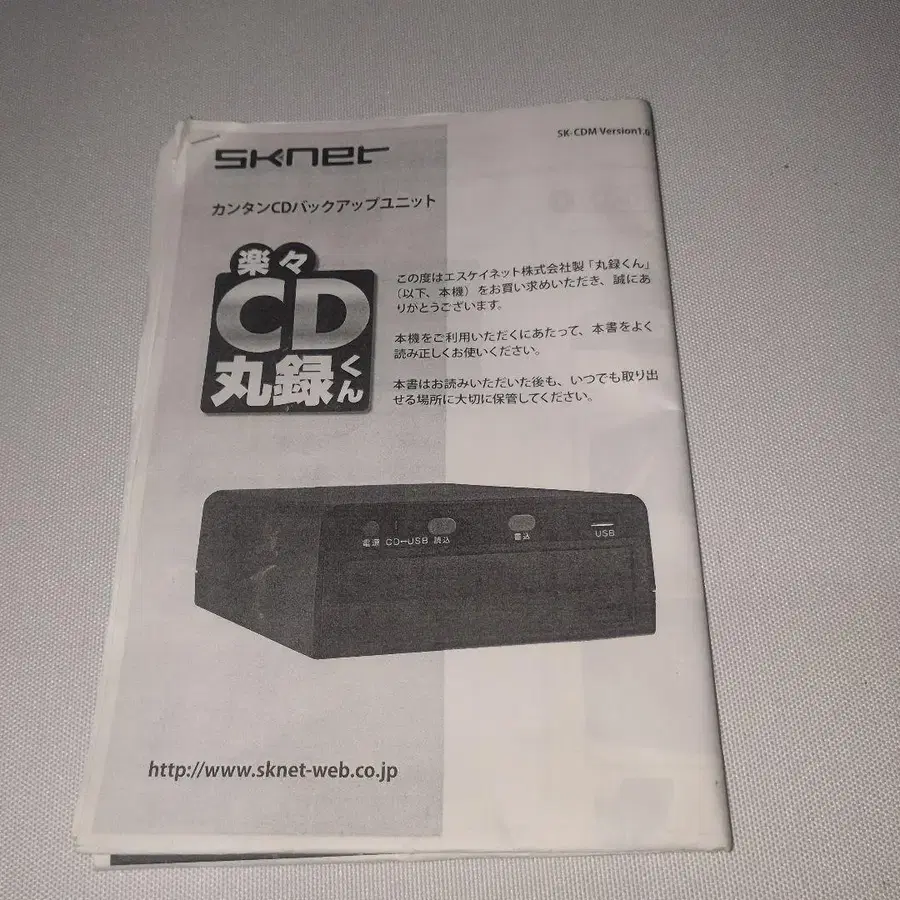 SK-CDM Version1.0
SKnet
カンタンCDバックアップユニット
楽々
CD
丸録くん
この度はエスケイネット株式会社製「丸録くん」
（以下、本機）をお買い求めいただき、誠にあ
りがとうございます。
本機をご利用いただくにあたって、本書をよく
読み正しくお使いください。
本書はお読みいただいた後も、いつでも取り出
せる場所に大切に保管してください。
電源 CD↔USB 読込 書込 USB
http://www.sknet-web.co.jp